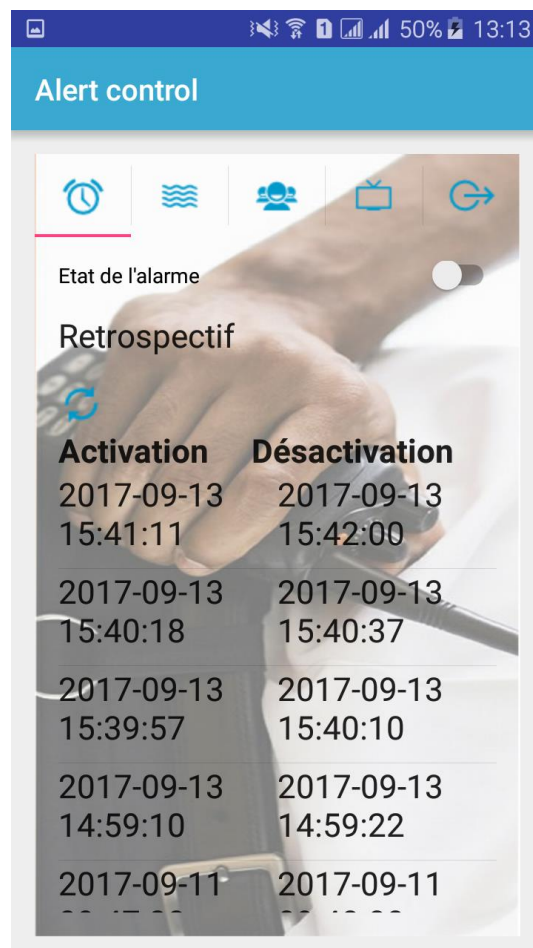 1 50% 13:13
Alert control
Etat de l'alarme
Retrospectif
Activation Désactivation
2017-09-13 2017-09-13
15:41:11 15:42:00
2017-09-13 2017-09-13
15:40:18 15:40:37
2017-09-13 2017-09-13
15:39:57 15:40:10
2017-09-13 2017-09-13
14:59:10 14:59:22
2017-09-11 2017-09-11